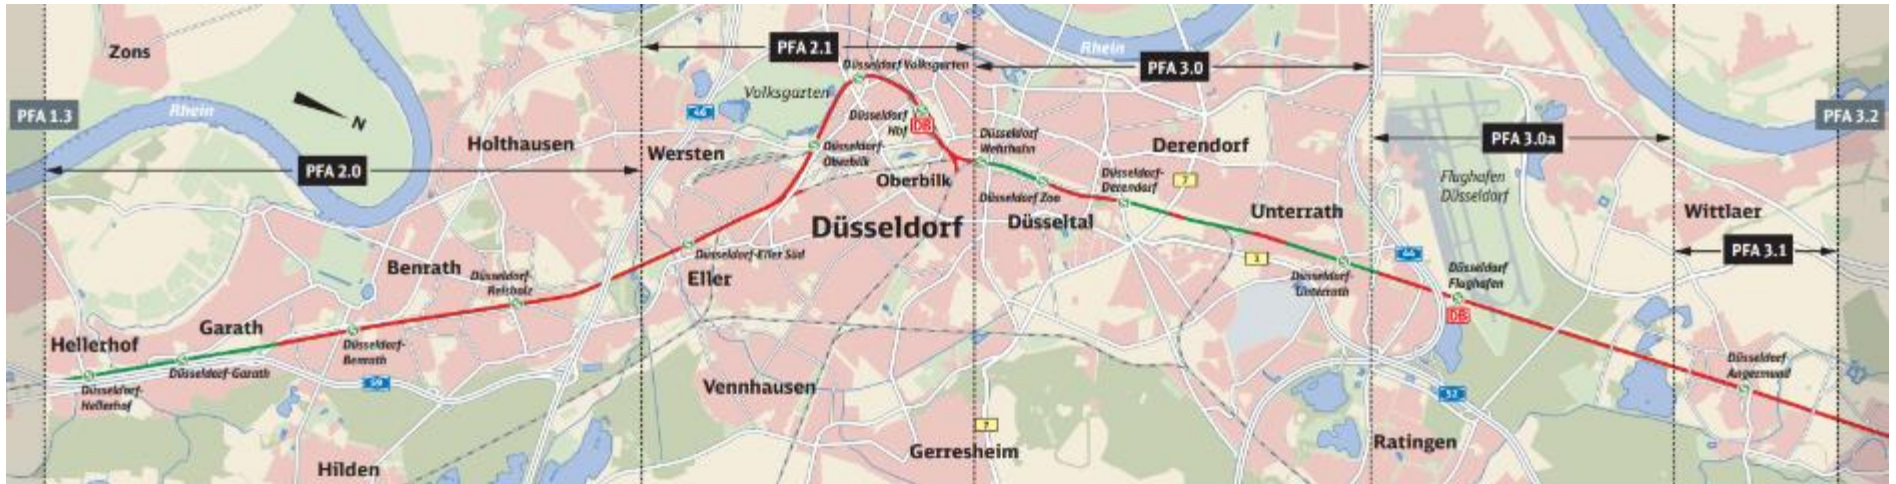 Zons
PFA 1.3
Rhein
N
PFA 2.0
Holthausen
Hellerhof
Garath
Benrath
Düsseldorf-
Hellerhof
Düsseldorf-Garath
Düsseldorf-
Benrath
Düsseldorf-
Reisholz
59
Hilden
PFA 2.1
46
Wersten
Volksgarten
Düsseldorf Volksgarten
Düsseldorf
Hbf
DB
Düsseldorf-
Oberbilk
Oberbilk
Düsseldorf
Düsseldorf-Eller Süd
Eller
Vennhausen
Gerresheim
7
Rhein
PFA 3.0
Düsseldorf
Wehrhahn
Düsseldorf Zoo
Düsseltal
Düsseldorf-
Derendorf
Derendorf
7
Unterrath
1
Düsseldorf-
Unterrath
PFA 3.0a
Flughafen
Düsseldorf
44
Düsseldorf
Flughafen
DB
52
Ratingen
Wittlaer
PFA 3.1
PFA 3.2
Düsseldorf-
Angermund